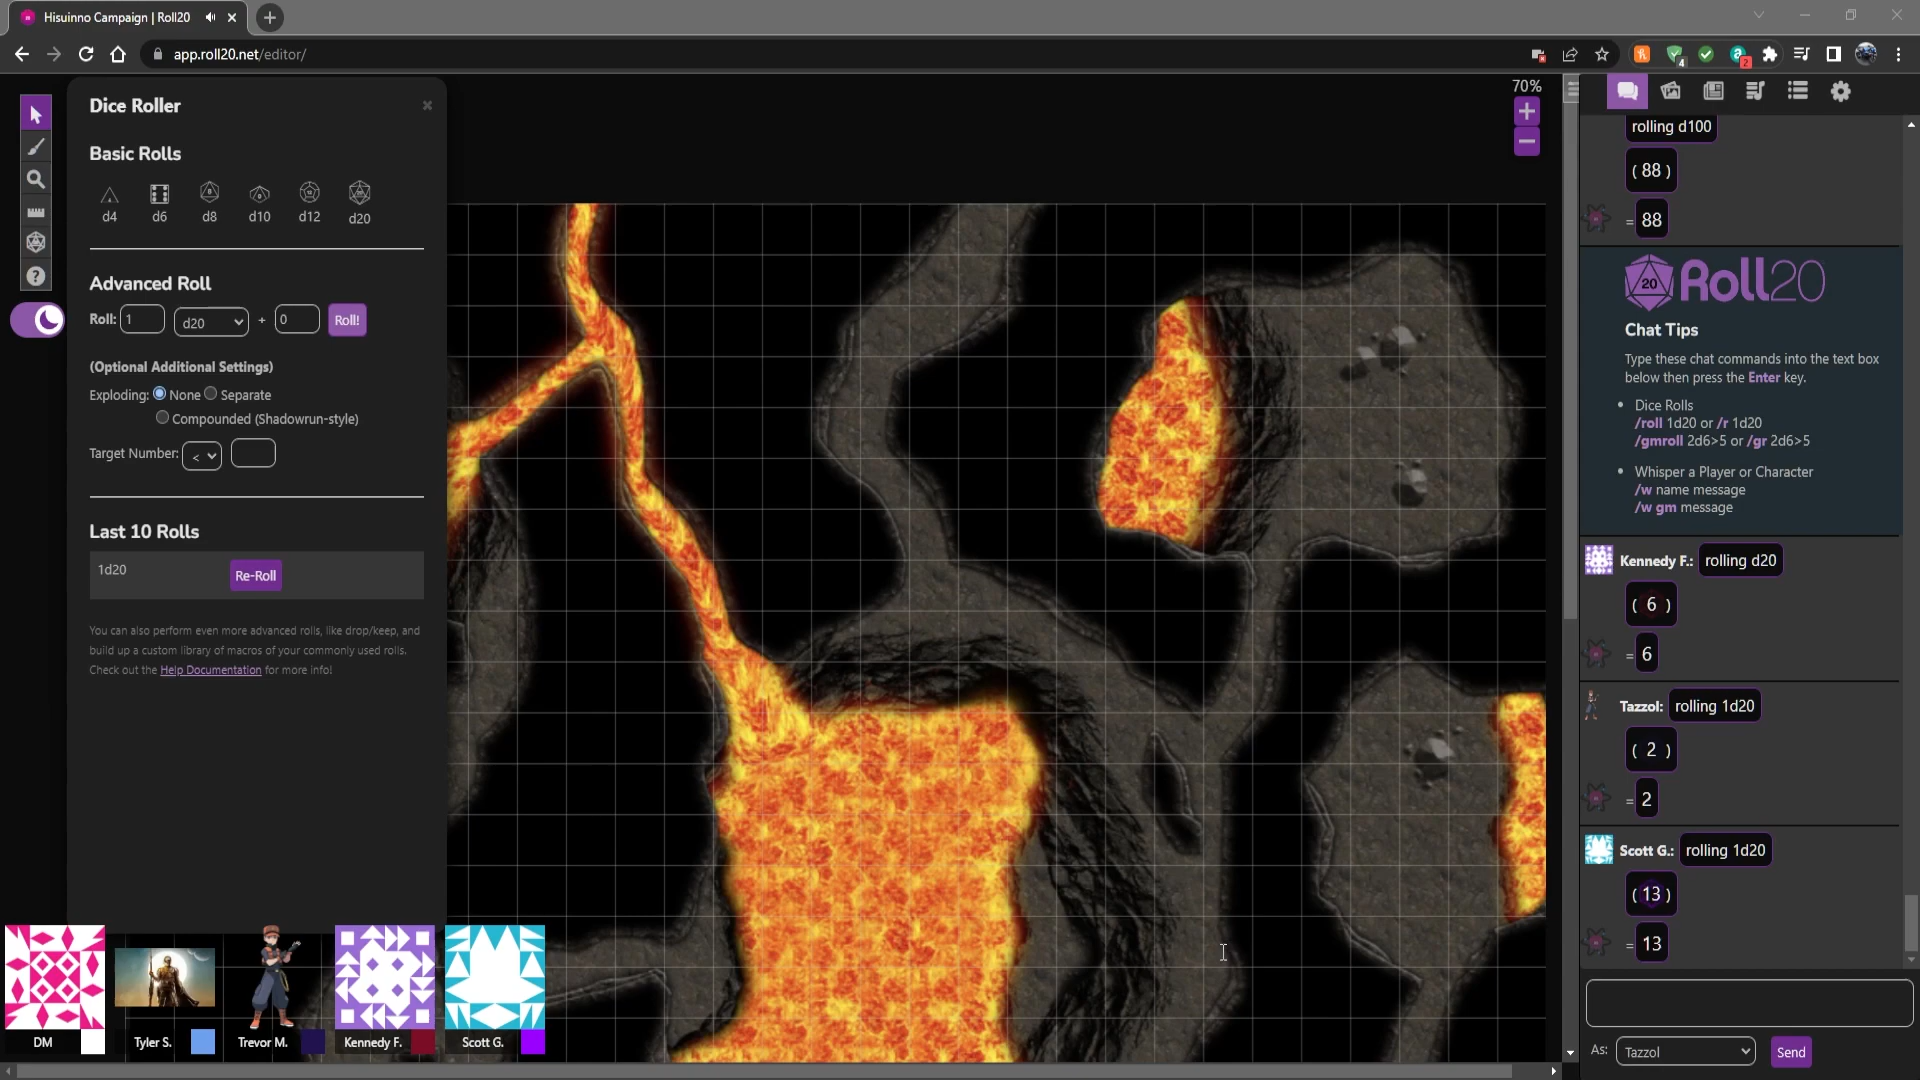 Hisuinno Campaign | Roll20
app.roll20.net/editor/
4
2
Dice Roller
Basic Rolls
d4
d6
d8
d10
d12
d20
Advanced Roll
Roll: 1 d20 + 0 Roll!
(Optional Additional Settings)
Exploding: None Separate
Compounded (Shadowrun-style)
Target Number: <
Last 10 Rolls
1d20 Re-Roll
You can also perform even more advanced rolls, like drop/keep, and
build up a custom library of macros of your commonly used rolls.
Check out the Help Documentation for more info!
DM
Tyler S.
Trevor M.
Kennedy F.
Scott G.
70%
rolling d100
( 88 )
= 88
20 Roll20
Chat Tips
Type these chat commands into the text box
below then press the Enter key.
• Dice Rolls
/roll 1d20 or /r 1d20
/gmroll 2d6>5 or /gr 2d6>5
• Whisper a Player or Character
/w name message
/w gm message
Kennedy F.: rolling d20
( 6 )
= 6
Tazzol: rolling 1d20
( 2 )
= 2
Scott G.: rolling 1d20
( 13 )
= 13
As: Tazzol Send